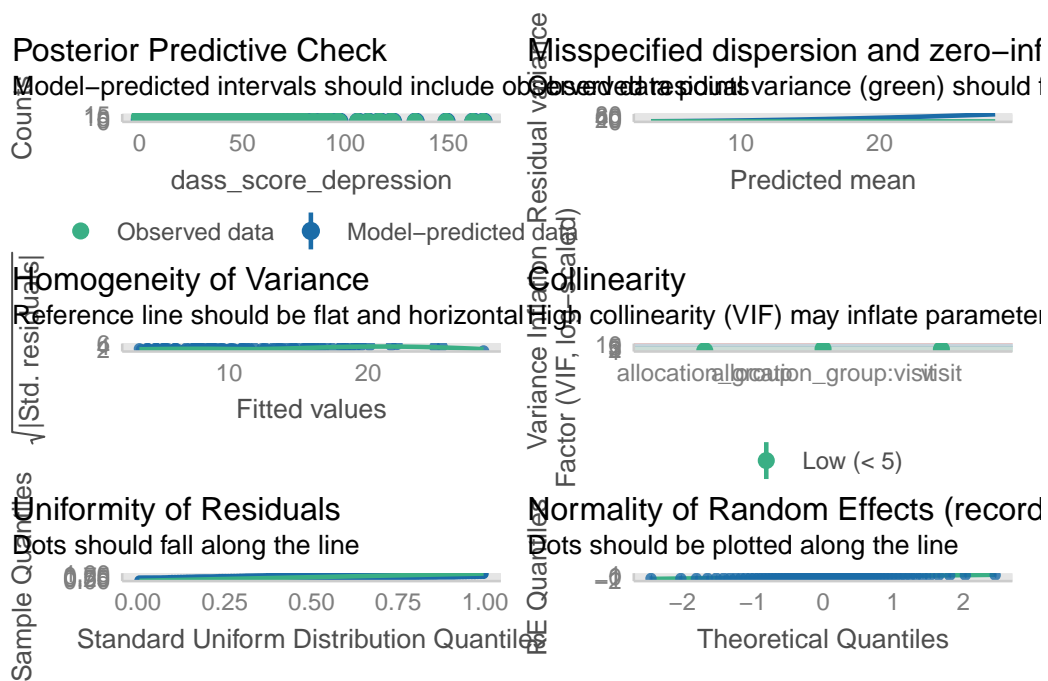 Posterior Predictive Check
Model−predicted intervals should include observed data points
Counts
0 50 100 150
dass_score_depression
Observed data Model−predicted data
Misspecified dispersion and zero−inf
Observed residual variance (green) should f
Residual variance
10 20
Predicted mean
Homogeneity of Variance
Reference line should be flat and horizontal
√|Std. residuals|
6
4
2
10 20
Fitted values
Collinearity
High collinearity (VIF) may inflate parameter
Variance Inflation
Factor (VIF, log−scaled)
allocation_group allocation_group:visit visit
Low (< 5)
Uniformity of Residuals
Dots should fall along the line
Sample Quantiles
0.00 0.25 0.50 0.75 1.00
Standard Uniform Distribution Quantiles
Normality of Random Effects (record
Dots should be plotted along the line
RE Quantiles
−2 −1 0 1 2
Theoretical Quantiles